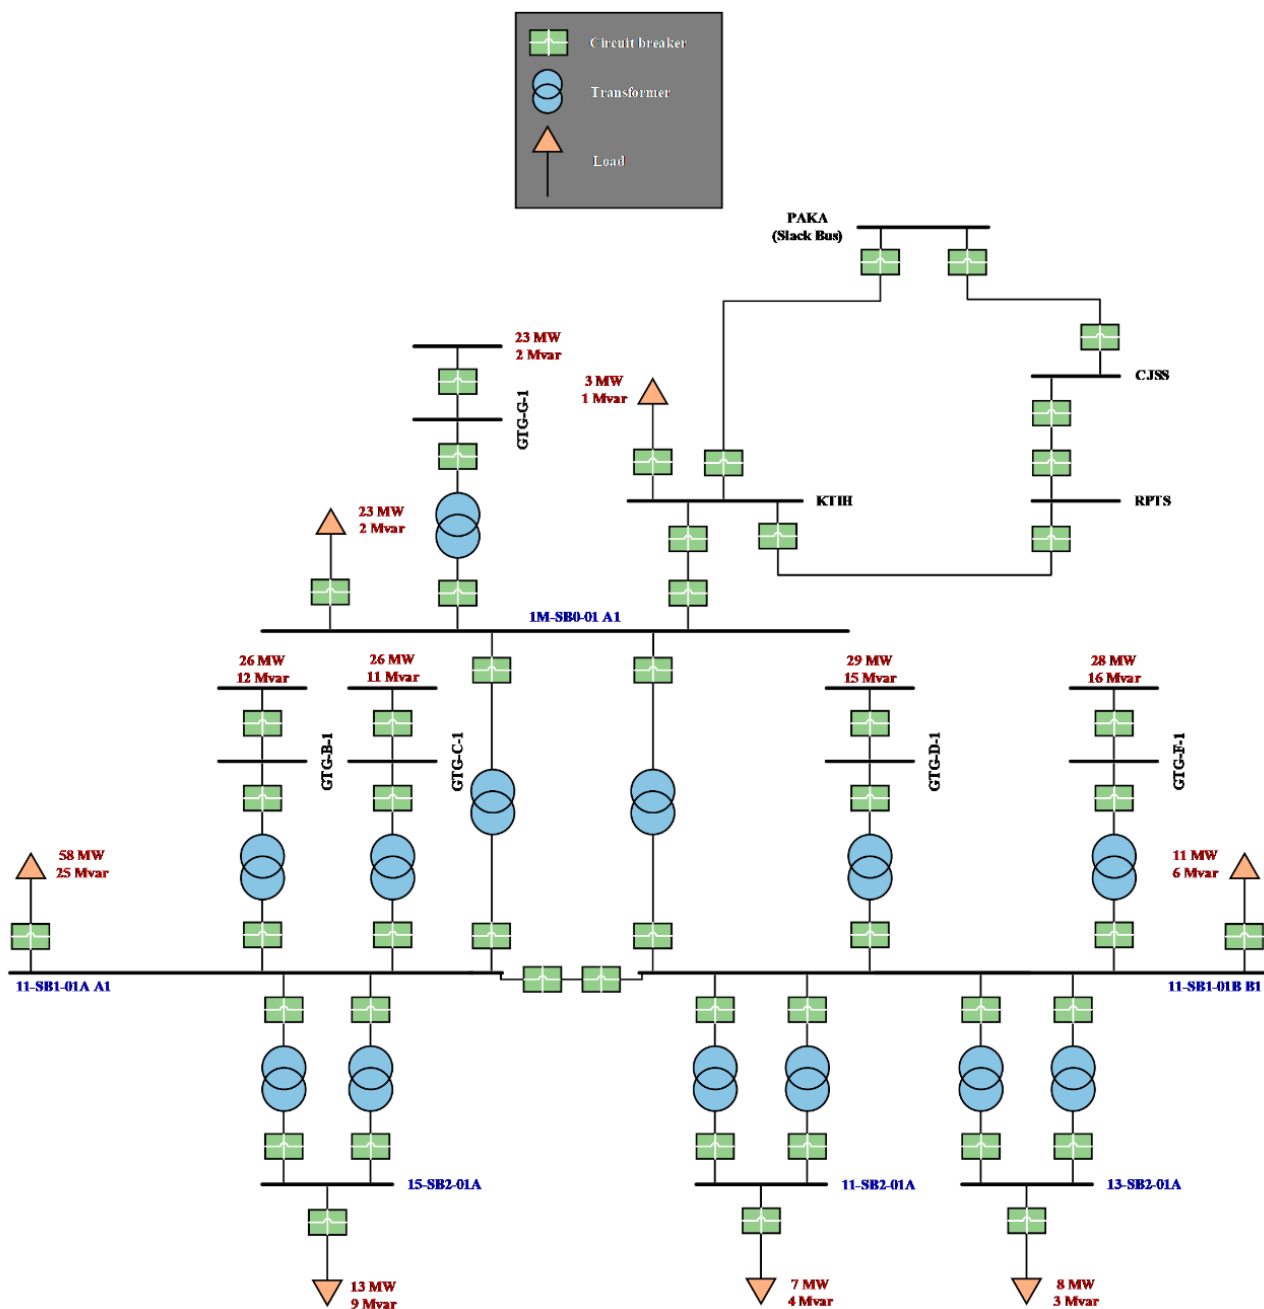 Circuit breaker
Transformer
Load
PAKA
(Slack Bus)
23 MW
2 Mvar
CJSS
3 MW
1 Mvar
GTG-G-1
KTIH
RPTS
23 MW
2 Mvar
1M-SB0-01 A1
26 MW
12 Mvar
26 MW
11 Mvar
29 MW
15 Mvar
28 MW
16 Mvar
GTG-B-1
GTG-C-1
GTG-D-1
GTG-F-1
58 MW
25 Mvar
11 MW
6 Mvar
11-SB1-01A A1
11-SB1-01B B1
15-SB2-01A
11-SB2-01A
13-SB2-01A
13 MW
9 Mvar
7 MW
4 Mvar
8 MW
3 Mvar